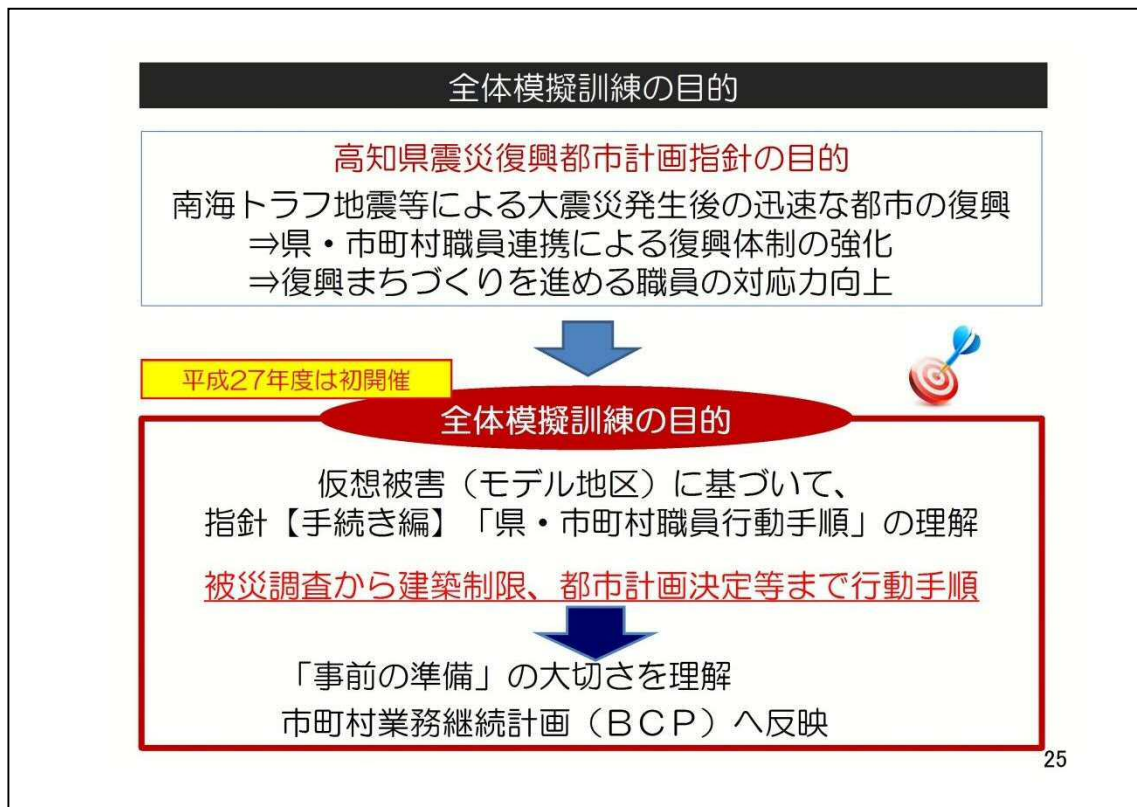 全体模擬訓練の目的
高知県震災復興都市計画指針の目的
南海トラフ地震等による大震災発生後の迅速な都市の復興
⇒県・市町村職員連携による復興体制の強化
⇒復興まちづくりを進める職員の対応力向上
平成27年度は初開催
全体模擬訓練の目的
仮想被害（モデル地区）に基づいて、
指針【手続き編】「県・市町村職員行動手順」の理解
被災調査から建築制限、都市計画決定等まで行動手順
「事前の準備」の大切さを理解
市町村業務継続計画（ＢＣＰ）へ反映
25